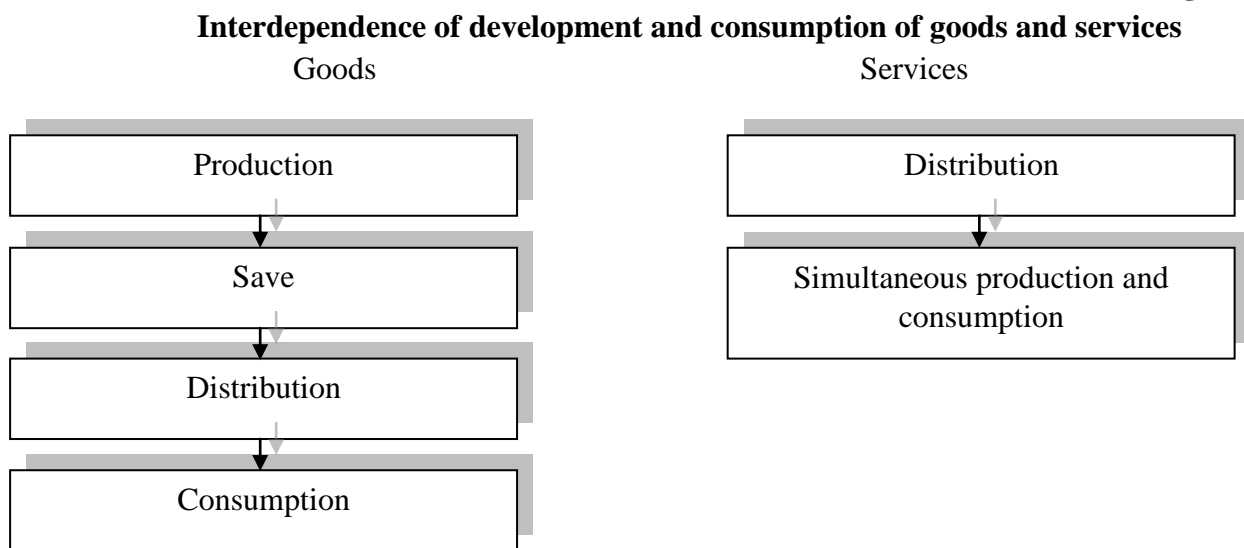 Interdependence of development and consumption of goods and services
Goods
Services
Production
Save
Distribution
Consumption
Distribution
Simultaneous production and
consumption